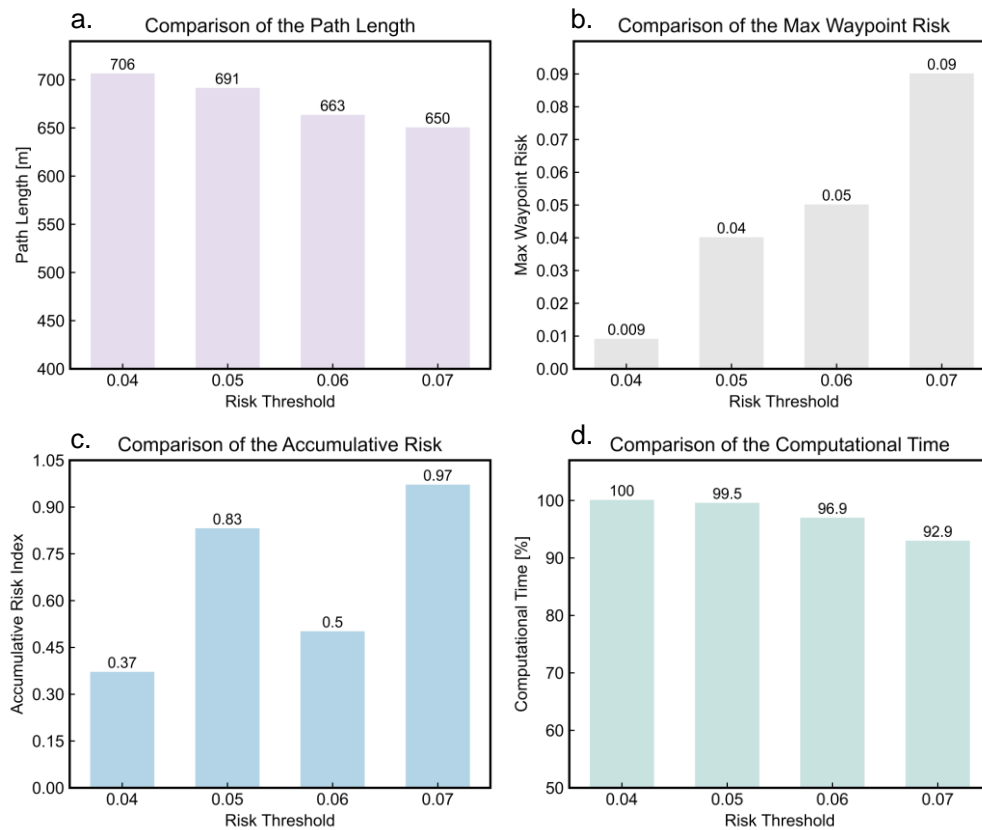 a. Comparison of the Path Length
706
691
663
650
700
650
600
550
500
450
400
Path Length [m]
0.04 0.05 0.06 0.07
Risk Threshold
b. Comparison of the Max Waypoint Risk
0.09
0.05
0.04
0.009
0.09
0.08
0.07
0.06
0.05
0.04
0.03
0.02
0.01
0.00
Max Waypoint Risk
0.04 0.05 0.06 0.07
Risk Threshold
c. Comparison of the Accumulative Risk
1.05
0.90
0.75
0.60
0.45
0.30
0.15
0.00
Accumulative Risk Index
0.37
0.83
0.5
0.97
0.04 0.05 0.06 0.07
Risk Threshold
d. Comparison of the Computational Time
100
90
80
70
60
50
Computational Time [%]
100
99.5
96.9
92.9
0.04 0.05 0.06 0.07
Risk Threshold